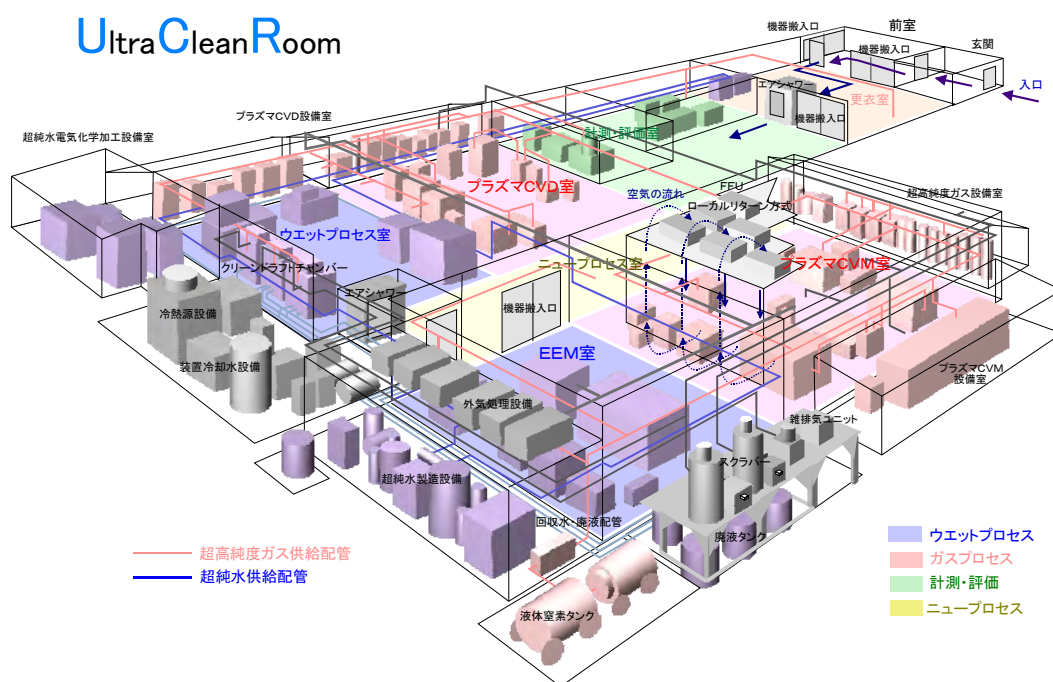 UltraCleanRoom
機器搬入口
前室
機器搬入口
玄関
入口
エアシャワー
更衣室
機器搬入口
プラズマCVD設備室
超純水電気化学加工設備室
計測・評価室
プラズマCVD室
空気の流れ
FFU
ローカルリターン方式
超高純度ガス設備室
ウエットプロセス室
ニュープロセス室
プラズマCVM室
クリーンドラフトチャンバー
エアシャワー
冷熱源設備
機器搬入口
EEM室
装置冷却水設備
プラズマCVM
設備室
外気処理設備
雑排気ユニット
スクラバー
超純水製造設備
回収水・廃液配管
廃液タンク
液体窒素タンク
超高純度ガス供給配管
超純水供給配管
ウエットプロセス
ガスプロセス
計測・評価
ニュープロセス